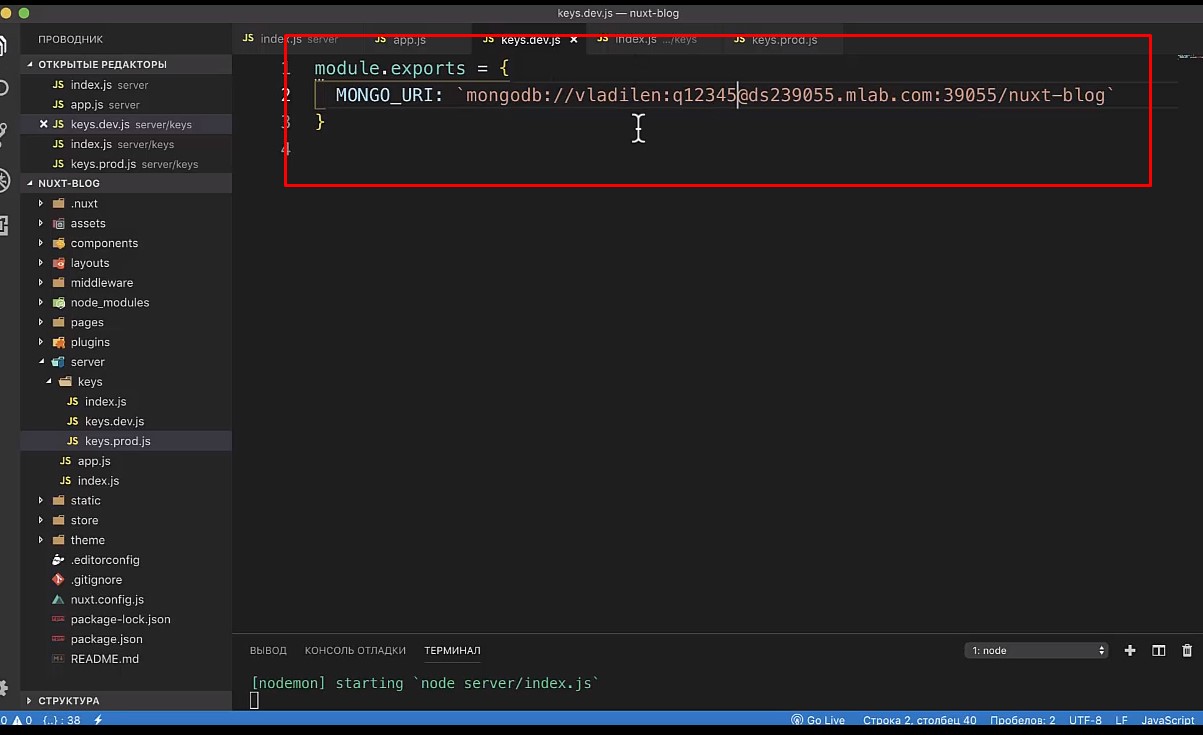 keys.dev.js — nuxt-blog
ПРОВОДНИК
ОТКРЫТЫЕ РЕДАКТОРЫ
JS index.js server
JS app.js server
JS keys.dev.js server/keys
JS index.js server/keys
JS keys.prod.js server/keys
NUXT-BLOG
.nuxt
assets
components
layouts
middleware
node_modules
pages
plugins
server
keys
JS index.js
JS keys.dev.js
JS keys.prod.js
JS app.js
JS index.js
static
store
theme
.editorconfig
.gitignore
nuxt.config.js
package-lock.json
package.json
README.md
СТРУКТУРА
JS index.js server JS app.js JS keys.dev.js JS index.js .../keys JS keys.prod.js
1 module.exports = {
2 MONGO_URI: `mongodb://vladilen:q12345@ds239055.mlab.com:39055/nuxt-blog`
3 }
4
ВЫВОД КОНСОЛЬ ОТЛАДКИ ТЕРМИНАЛ 1: node
[nodemon] starting `node server/index.js`
0 0 {..} : 38 Go Live Строка 2, столбец 40 Пробелов: 2 UTF-8 LF JavaScript